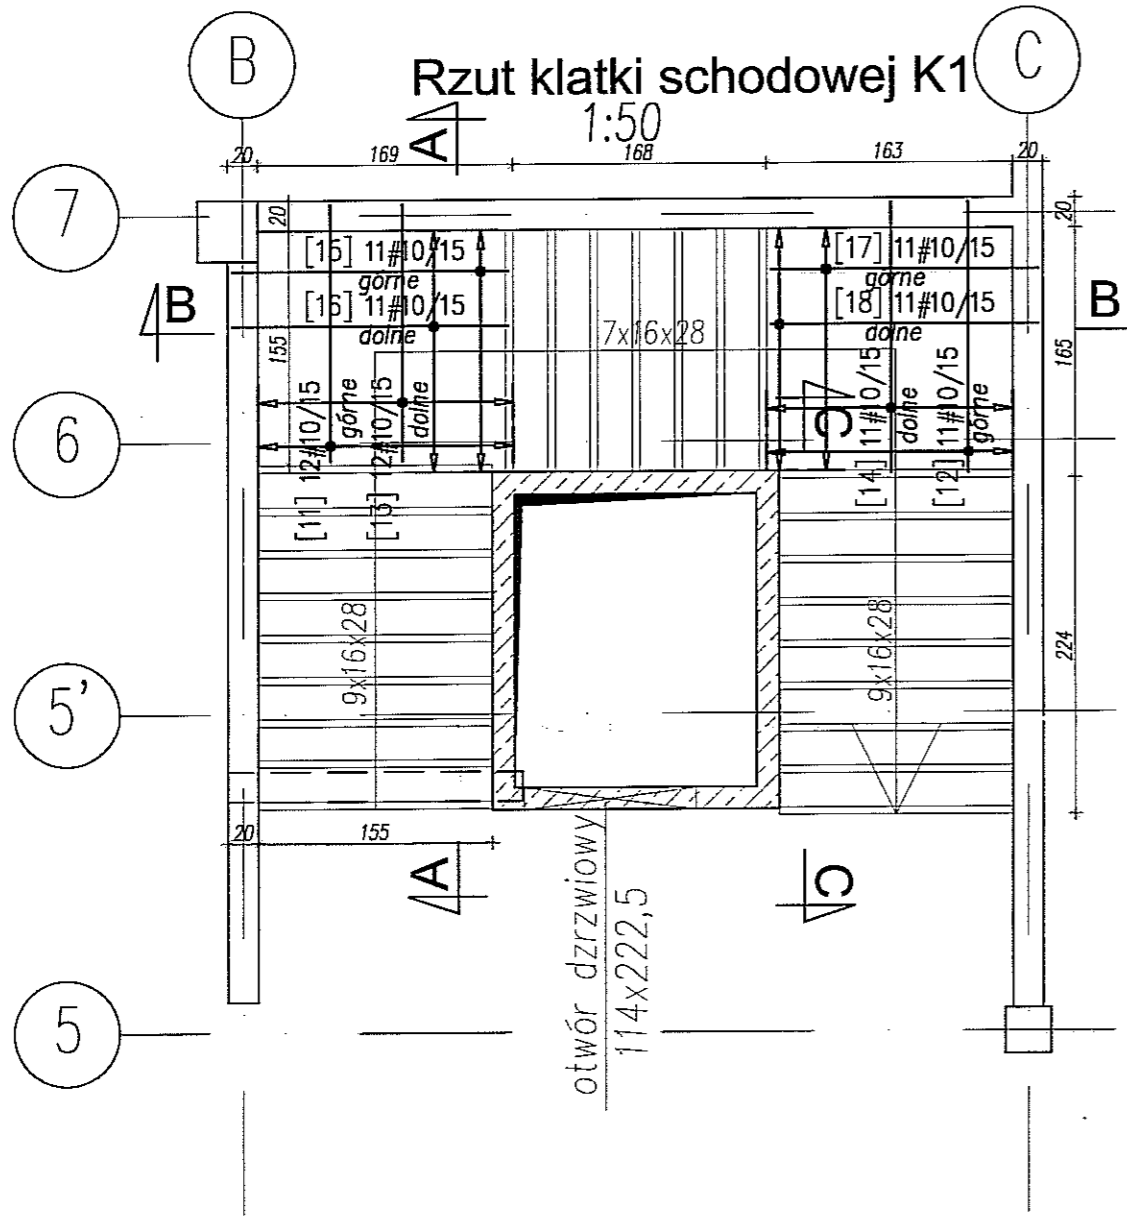 B
Rzut klatki schodowej K1
C
1:50
A
20
169
168
163
20
7
20
20
[15] 11#10/15
górne
[16] 11#10/15
dolne
[17] 11#10/15
górne
[18] 11#10/15
dolne
B
B
7x16x28
155
165
6
[11] 12#10/15
górne
[13] 12#10/15
dolne
C
[14] 11#10/15
dolne
[12] 11#10/15
górne
9x16x28
9x16x28
224
5'
20
155
A
C
otwór dzrzwiowy
114x222,5
5